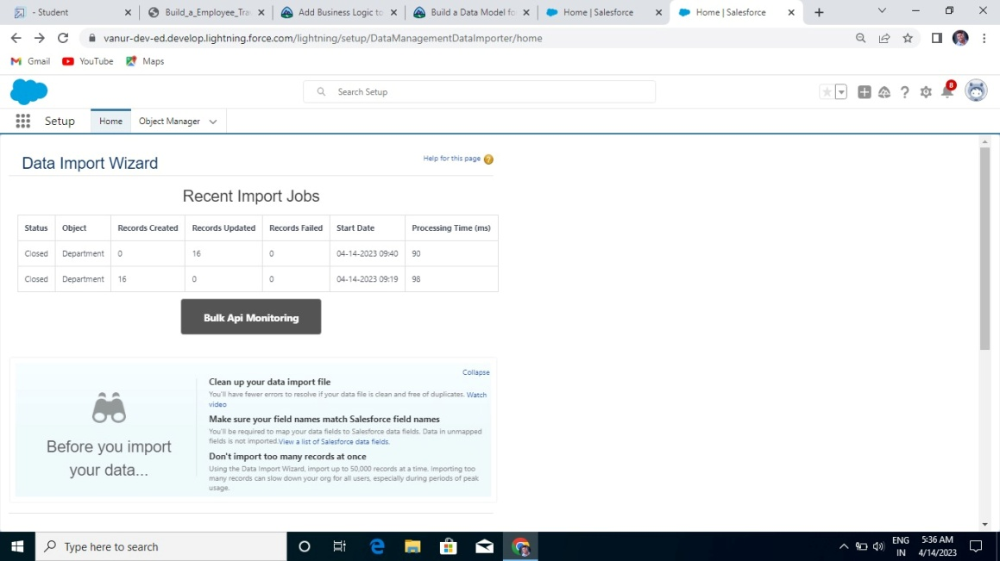 - Student
Build_a_Employee_Tra
Add Business Logic to
Build a Data Model fo
Home | Salesforce
Home | Salesforce
vanur-dev-ed.develop.lightning.force.com/lightning/setup/DataManagementDataImporter/home
Gmail
YouTube
Maps
Search Setup
8
Setup
Home
Object Manager
Data Import Wizard
Help for this page
Recent Import Jobs
Status Object Records Created Records Updated Records Failed Start Date Processing Time (ms)
Closed Department 0 16 0 04-14-2023 09:40 90
Closed Department 16 0 0 04-14-2023 09:19 98
Bulk Api Monitoring
Collapse
Before you import
your data...
Clean up your data import file
You'll have fewer errors to resolve if your data file is clean and free of duplicates. Watch
video
Make sure your field names match Salesforce field names
You'll be required to map your data fields to Salesforce data fields. Data in unmapped
fields is not imported.View a list of Salesforce data fields.
Don't import too many records at once
Using the Data Import Wizard, import up to 50,000 records at a time. Importing too
many records can slow down your org for all users, especially during periods of peak
usage.
Type here to search
ENG
IN
5:36 AM
4/14/2023